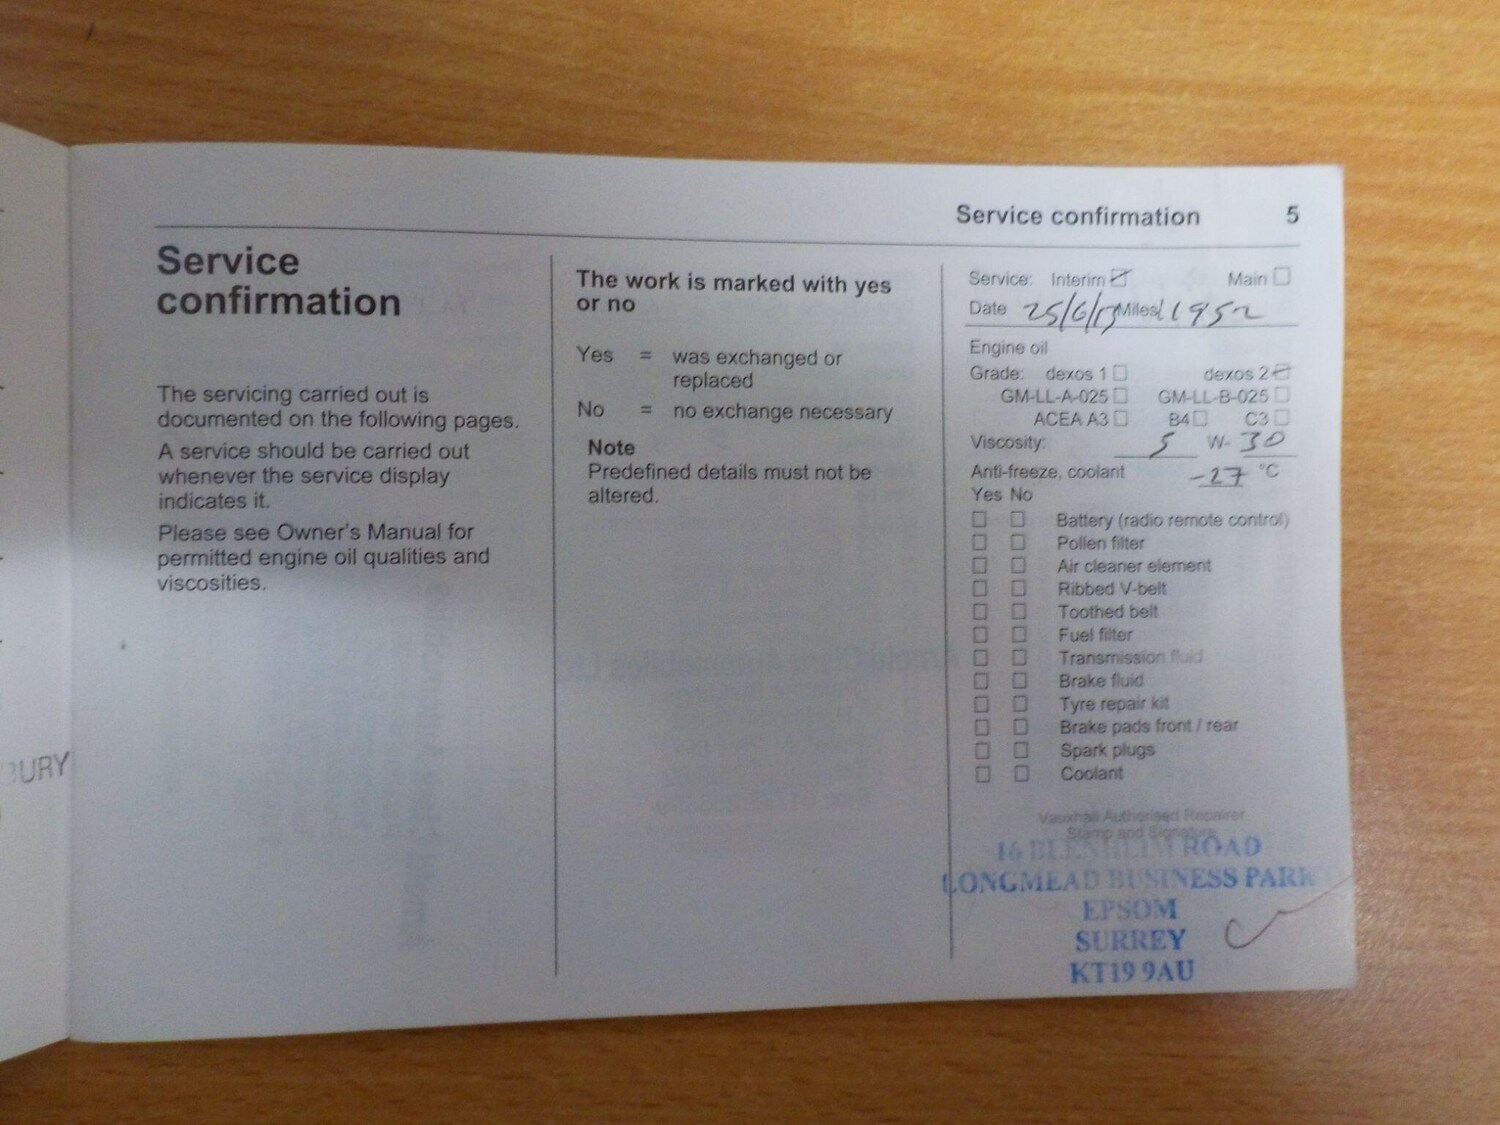 Service confirmation 5
Service
confirmation
The servicing carried out is
documented on the following pages.
A service should be carried out
whenever the service display
indicates it.
Please see Owner's Manual for
permitted engine oil qualities and
viscosities.
The work is marked with yes
or no
Yes = was exchanged or
replaced
No = no exchange necessary
Note
Predefined details must not be
altered.
Service: Interim Main
Date 25/6/15 Miles 11952
Engine oil
Grade: dexos 1 dexos 2
GM-LL-A-025 GM-LL-B-025
ACEA A3 B4 C3
Viscosity: 5 W- 30
Anti-freeze, coolant -27 °C
Yes No
Battery (radio remote control)
Pollen filter
Air cleaner element
Ribbed V-belt
Toothed belt
Fuel filter
Transmission fluid
Brake fluid
Tyre repair kit
Brake pads front / rear
Spark plugs
Coolant
Vauxhall Authorised Repairer
Stamp and Signature
16 BLENHEIM ROAD
LONGMEAD BUSINESS PARK
EPSOM
SURREY
KT19 9AU
BURY